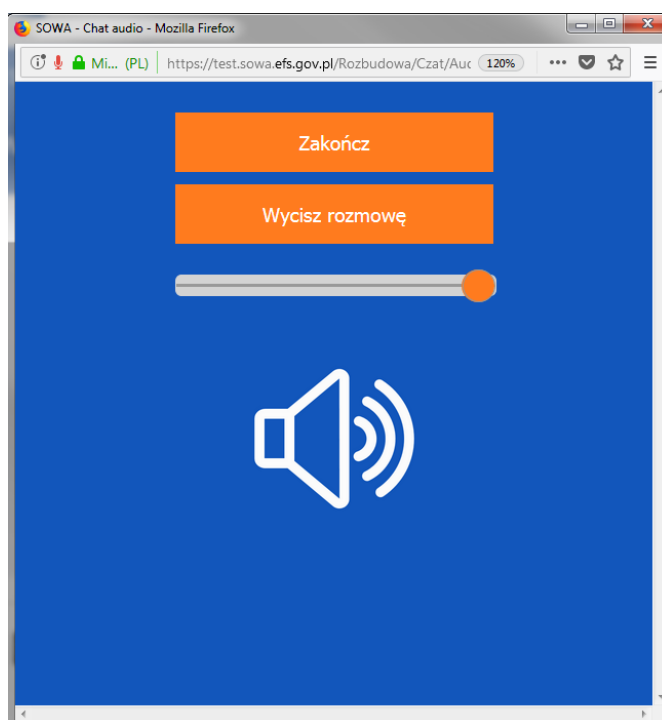 SOWA - Chat audio - Mozilla Firefox
Mi... (PL) https://test.sowa.efs.gov.pl/Rozbudowa/Czat/Auc 120%
Zakończ
Wycisz rozmowę